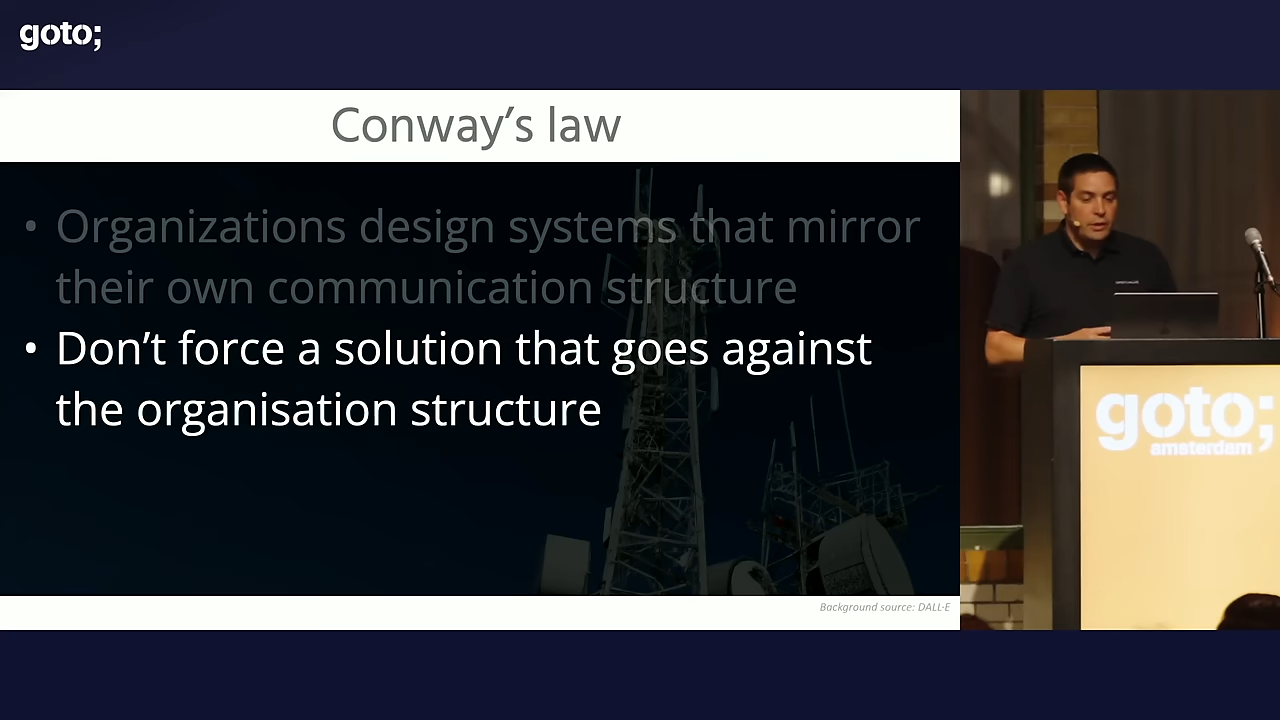 goto;
Conway’s law
• Organizations design systems that mirror
their own communication structure
• Don’t force a solution that goes against
the organisation structure
Background source: DALL·E
goto;
amsterdam